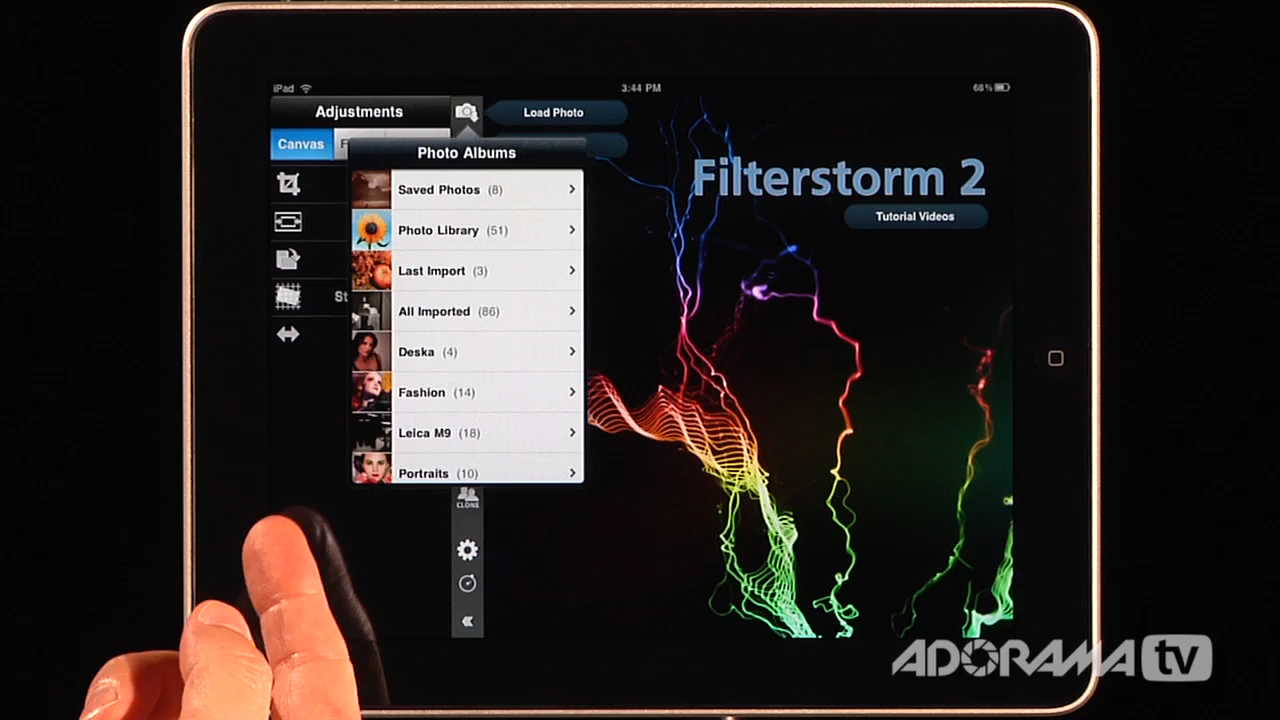 iPad
3:44 PM
68%
Adjustments
Load Photo
Canvas
Photo Albums
Saved Photos (8)
Photo Library (51)
Last Import (3)
All Imported (86)
Deska (4)
Fashion (14)
Leica M9 (18)
Portraits (10)
CLONE
Filterstorm 2
Tutorial Videos
ADORAMA tv